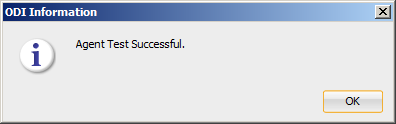 ODI Information
Agent Test Successful.
OK